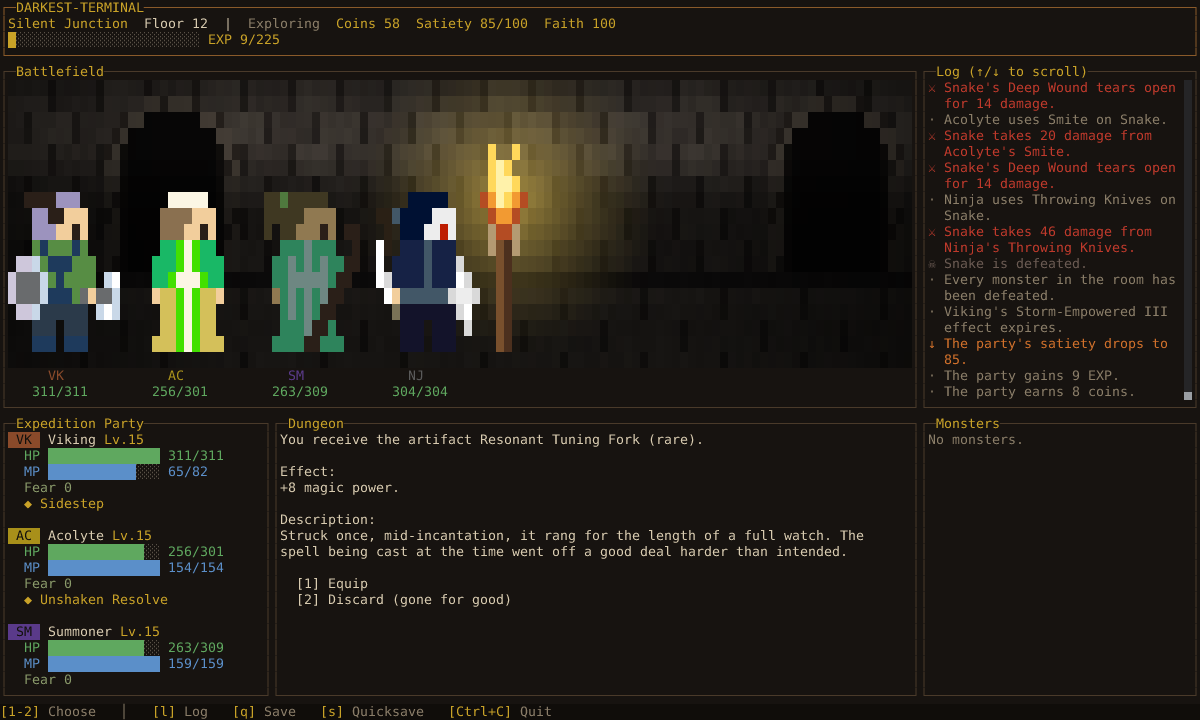 DARKEST-TERMINAL
Silent Junction  Floor 12  |  Exploring  Coins 58  Satiety 85/100  Faith 100
EXP 9/225
Battlefield
VK AC SM NJ
311/311 256/301 263/309 304/304
Log (↑/↓ to scroll)
⚔ Snake's Deep Wound tears open
for 14 damage.
· Acolyte uses Smite on Snake.
⚔ Snake takes 20 damage from
Acolyte's Smite.
⚔ Snake's Deep Wound tears open
for 14 damage.
· Ninja uses Throwing Knives on
Snake.
⚔ Snake takes 46 damage from
Ninja's Throwing Knives.
☠ Snake is defeated.
· Every monster in the room has
been defeated.
· Viking's Storm-Empowered III
effect expires.
↓ The party's satiety drops to
85.
· The party gains 9 EXP.
· The party earns 8 coins.
Expedition Party
VK Viking Lv.15
HP 311/311
MP 65/82
Fear 0
◆ Sidestep
AC Acolyte Lv.15
HP 256/301
MP 154/154
Fear 0
◆ Unshaken Resolve
SM Summoner Lv.15
HP 263/309
MP 159/159
Fear 0
Dungeon
You receive the artifact Resonant Tuning Fork (rare).
Effect:
+8 magic power.
Description:
Struck once, mid-incantation, it rang for the length of a full watch. The
spell being cast at the time went off a good deal harder than intended.
[1] Equip
[2] Discard (gone for good)
Monsters
No monsters.
[1-2] Choose │ [l] Log [q] Save [s] Quicksave [Ctrl+C] Quit